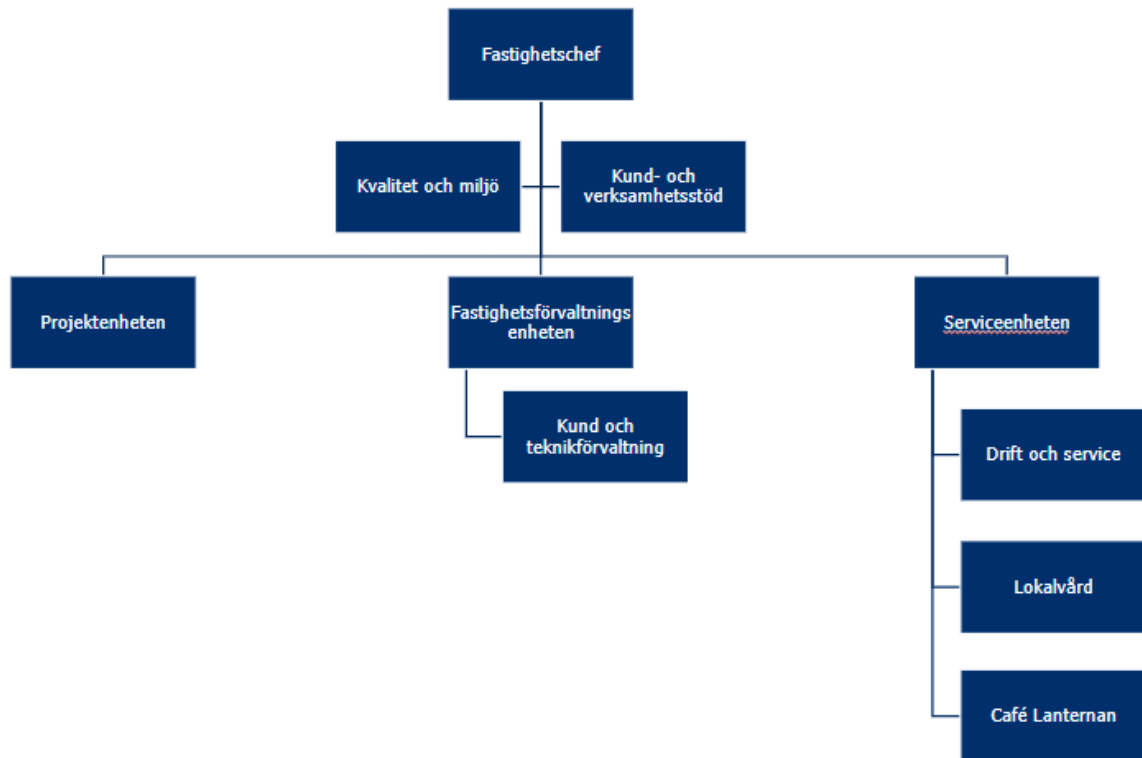 Fastighetschef
Kvalitet och miljö
Kund- och
verksamhetsstöd
Projektenheten
Fastighetsförvaltnings
enheten
Serviceenheten
Kund och
teknikförvaltning
Drift och service
Lokalvård
Café Lanternan